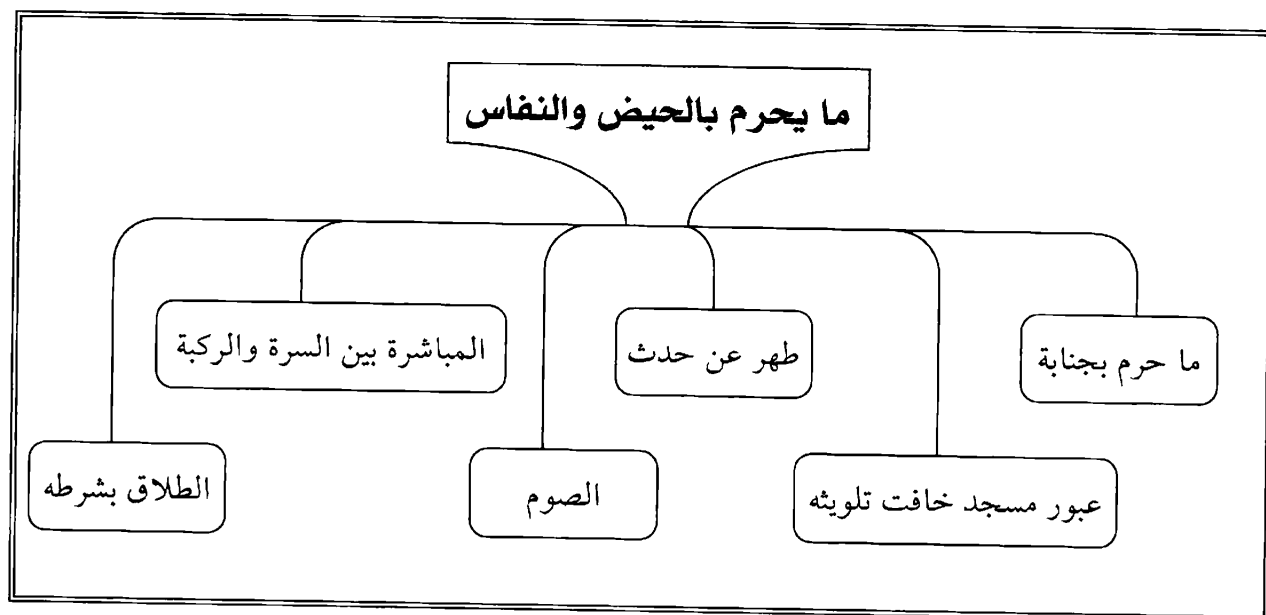 ما يحرم بالحيض والنفاس
ما حرم بجنابة
عبور مسجد خافت تلويثه
طهر عن حدث
الصوم
المباشرة بين السرة والركبة
الطلاق بشرطه